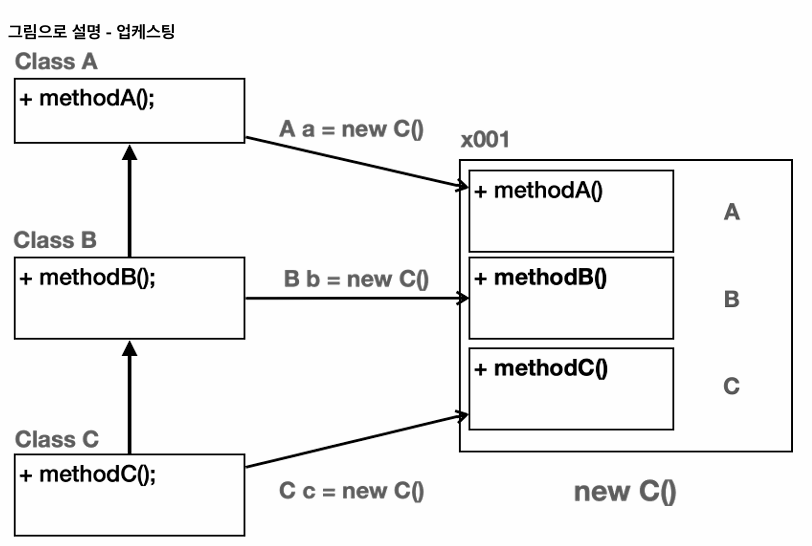 그림으로 설명 - 업케스팅
Class A
+ methodA();
A a = new C()
x001
+ methodA()
A
Class B
+ methodB();
B b = new C()
+ methodB()
B
+ methodC()
C
Class C
+ methodC();
C c = new C()
new C()